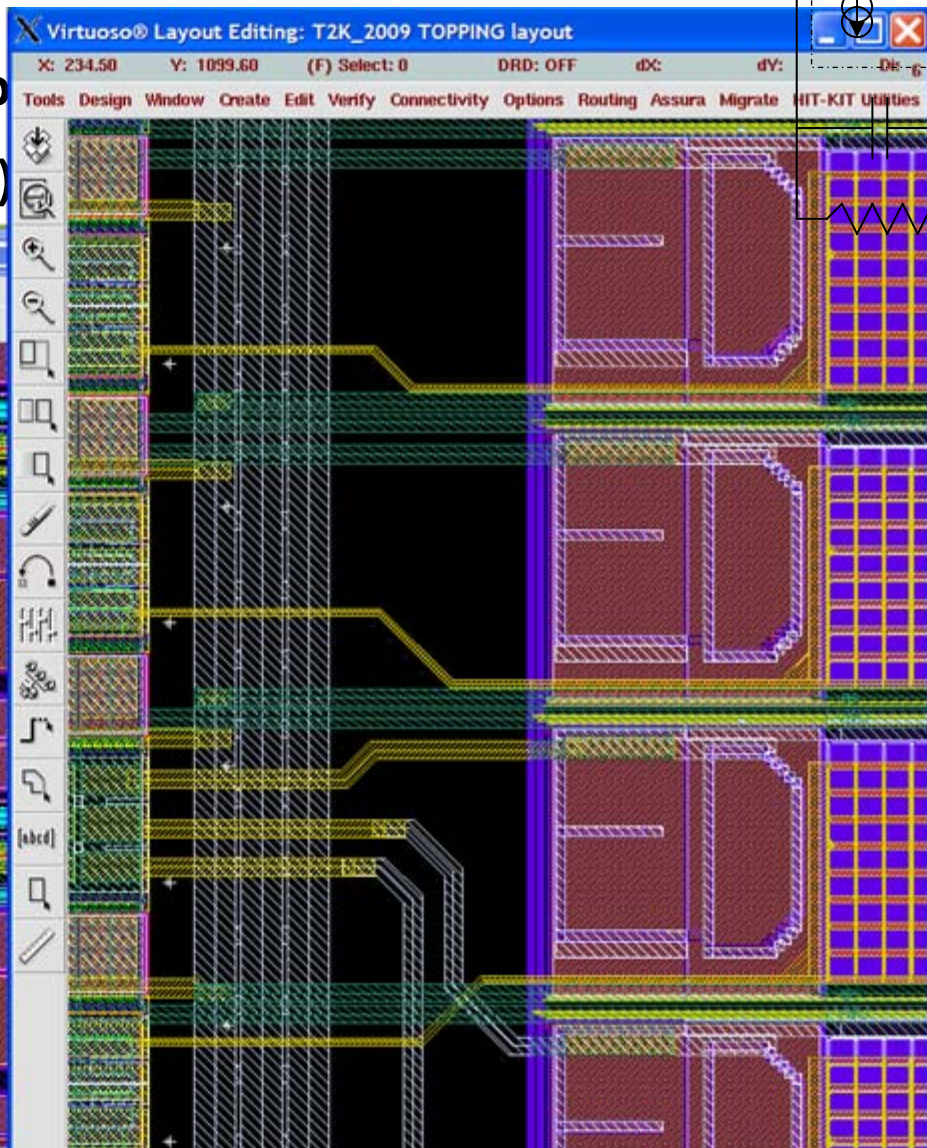 Virtuoso® Layout Editing: T2K_2009 TOPPING layout
X: 234.50 Y: 1099.60 (F) Select: 0 DRD: OFF dX: dY: 6
Tools Design Window Create Edit Verify Connectivity Options Routing Assura Migrate HIT-KIT Utilities
)
[abcd]